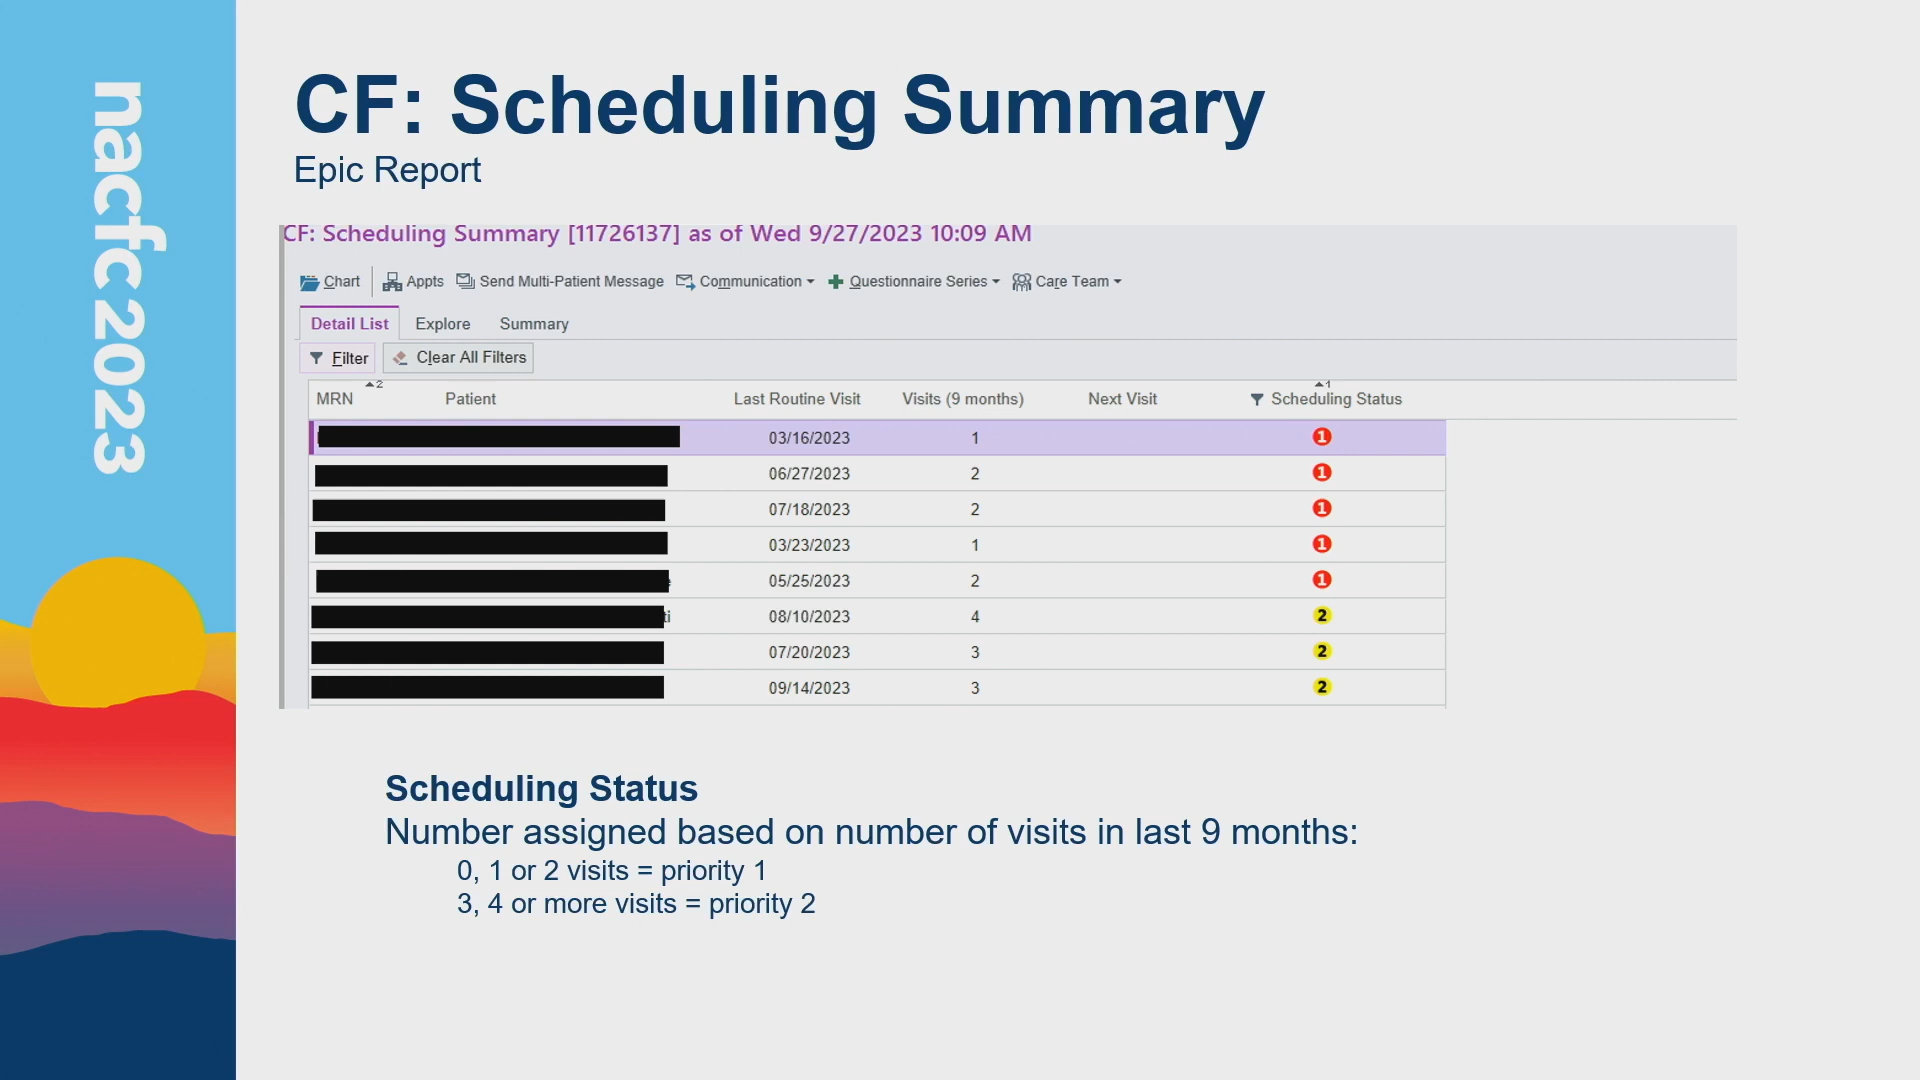 nacfc2023
CF: Scheduling Summary
Epic Report
CF: Scheduling Summary [11726137] as of Wed 9/27/2023 10:09 AM
Chart Appts Send Multi-Patient Message Communication Questionnaire Series Care Team
Detail List Explore Summary
Filter Clear All Filters
2 1
MRN Patient Last Routine Visit Visits (9 months) Next Visit Scheduling Status
03/16/2023 1 1
06/27/2023 2 1
07/18/2023 2 1
03/23/2023 1 1
05/25/2023 2 1
ti 08/10/2023 4 2
07/20/2023 3 2
09/14/2023 3 2
Scheduling Status
Number assigned based on number of visits in last 9 months:
0, 1 or 2 visits = priority 1
3, 4 or more visits = priority 2